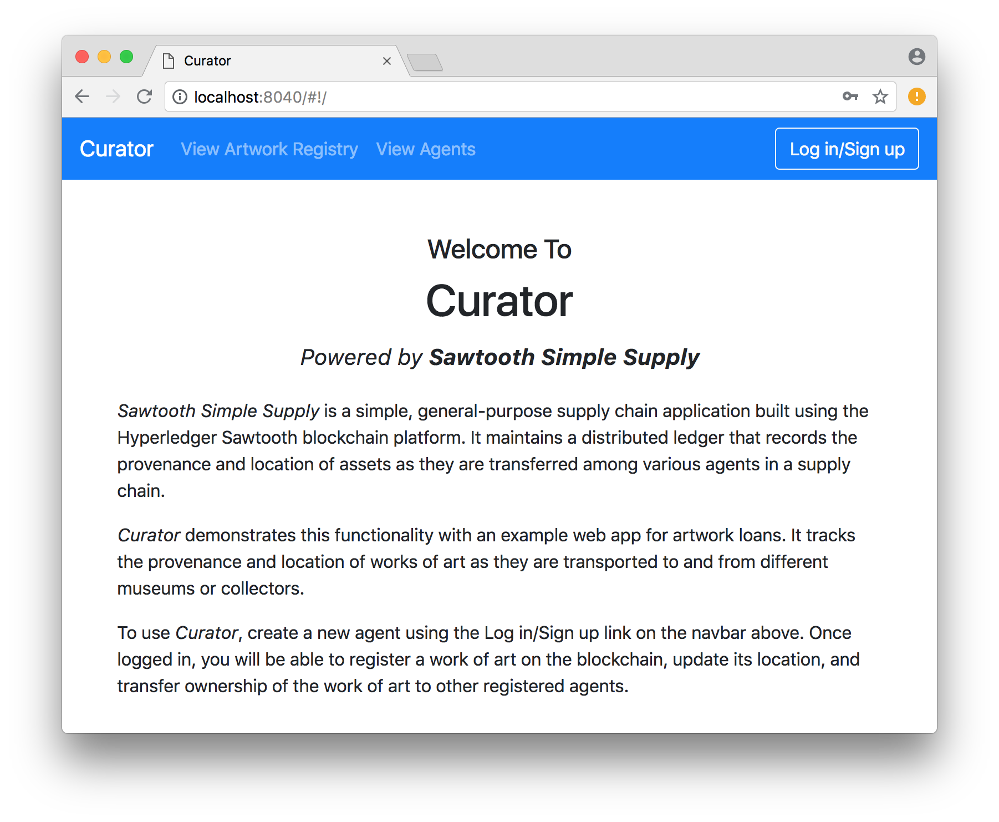 Curator
localhost:8040/#!/
Curator
View Artwork Registry
View Agents
Log in/Sign up
Welcome To
Curator
Powered by Sawtooth Simple Supply
Sawtooth Simple Supply is a simple, general-purpose supply chain application built using the
Hyperledger Sawtooth blockchain platform. It maintains a distributed ledger that records the
provenance and location of assets as they are transferred among various agents in a supply
chain.
Curator demonstrates this functionality with an example web app for artwork loans. It tracks
the provenance and location of works of art as they are transported to and from different
museums or collectors.
To use Curator, create a new agent using the Log in/Sign up link on the navbar above. Once
logged in, you will be able to register a work of art on the blockchain, update its location, and
transfer ownership of the work of art to other registered agents.